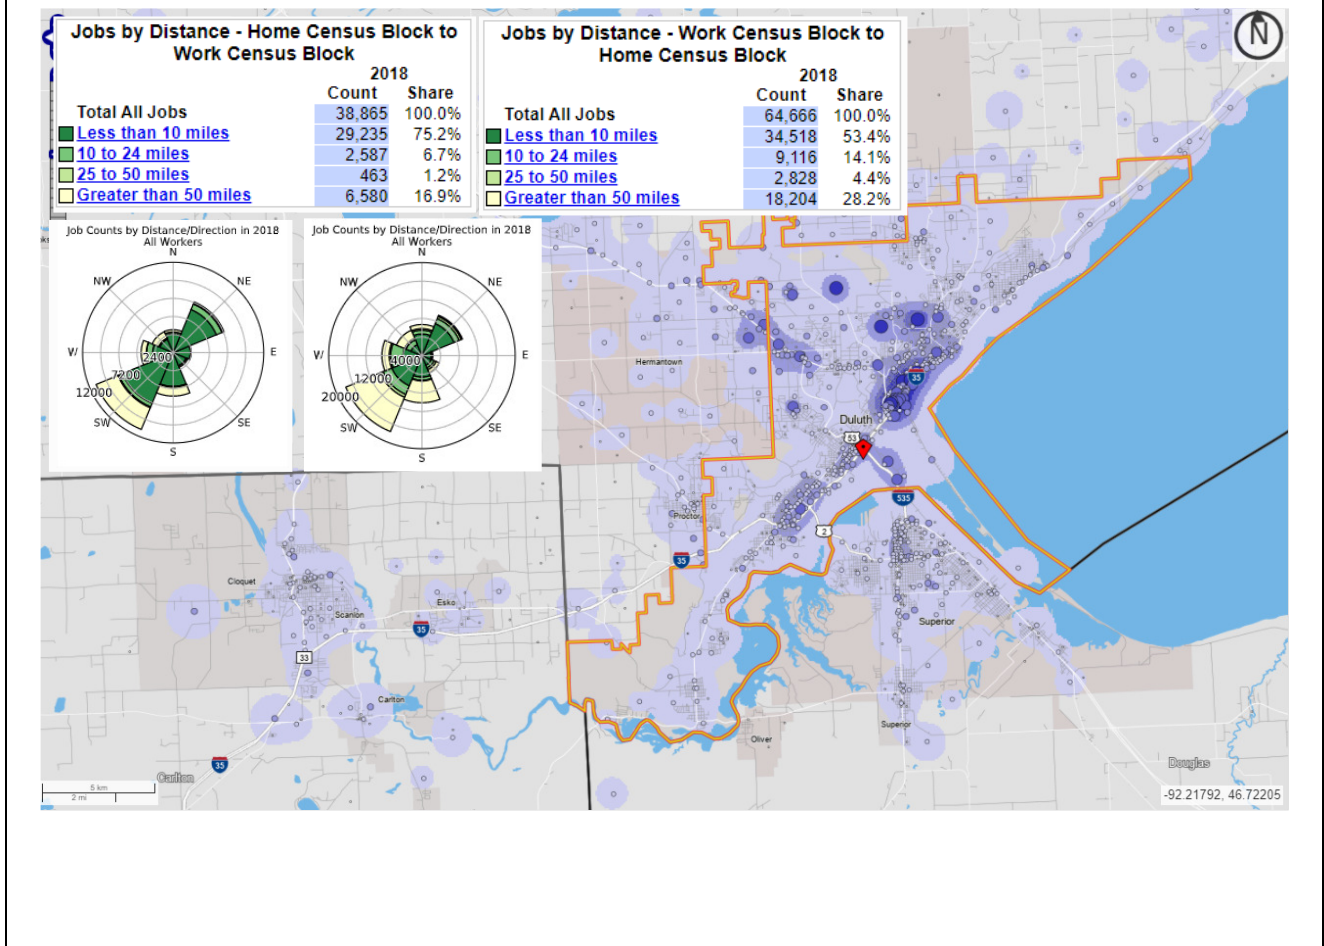 Jobs by Distance - Home Census Block to
Work Census Block
2018
Count Share
Total All Jobs 38,865 100.0%
Less than 10 miles 29,235 75.2%
10 to 24 miles 2,587 6.7%
25 to 50 miles 463 1.2%
Greater than 50 miles 6,580 16.9%
Jobs by Distance - Work Census Block to
Home Census Block
2018
Count Share
Total All Jobs 64,666 100.0%
Less than 10 miles 34,518 53.4%
10 to 24 miles 9,116 14.1%
25 to 50 miles 2,828 4.4%
Greater than 50 miles 18,204 28.2%
N
Job Counts by Distance/Direction in 2018
All Workers
N
NW NE
W E
2400
7200
12000
SW SE
S
Job Counts by Distance/Direction in 2018
All Workers
N
NW NE
W E
4000
12000
20000
SW SE
S
Hermantown
35
Duluth
53
535
Proctor
2
35
Cloquet
Esko
Scanlon
35
Superior
33
Carlton
Superior
Oliver
35
Carlton
Douglas
5 km
2 mi
-92.21792, 46.72205